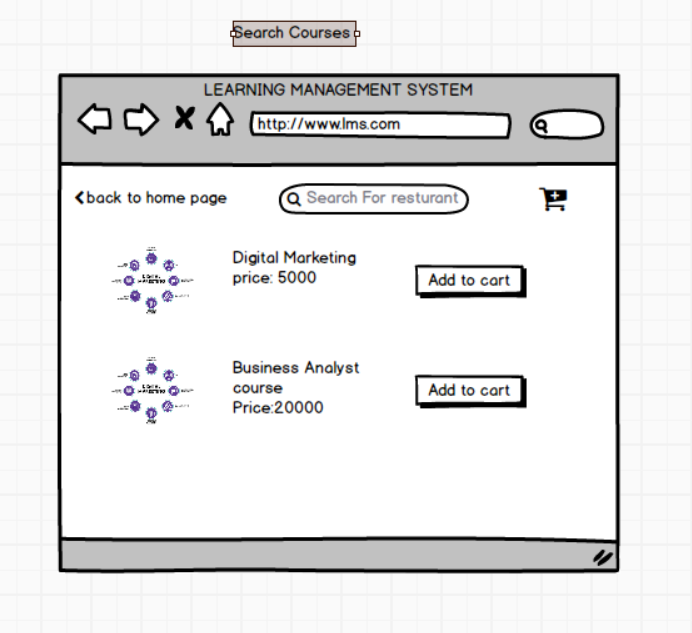 Search Courses
LEARNING MANAGEMENT SYSTEM
http://www.lms.com
back to home page
Search For resturant
Digital Marketing
price: 5000
Add to cart
Business Analyst
course
Price:20000
Add to cart